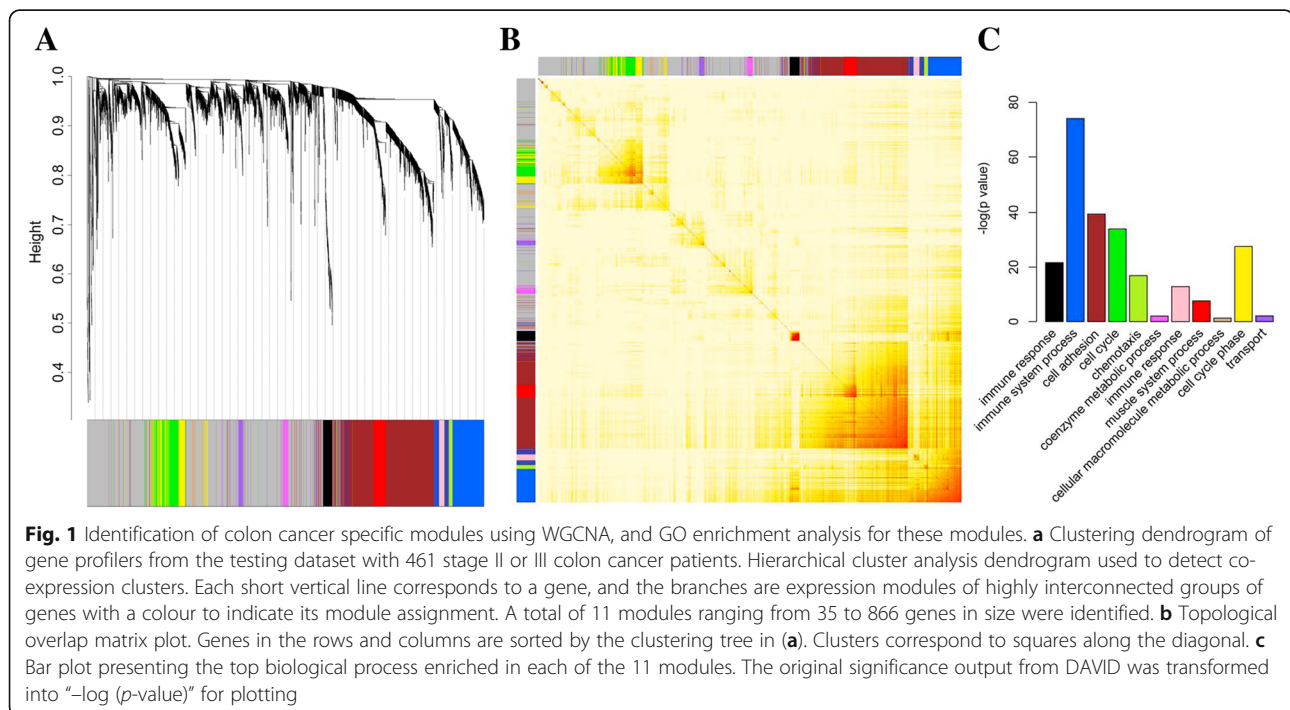 A
B
C
1.0
0.9
0.8
0.7
0.6
0.5
0.4
Height
80
60
40
20
0
-log(p value)
immune response
immune system process
cell adhesion
cell cycle
chemotaxis
coenzyme metabolic process
immune response
muscle system process
cellular macromolecule metabolic process
cell cycle phase
transport
Fig. 1 Identification of colon cancer specific modules using WGCNA, and GO enrichment analysis for these modules. a Clustering dendrogram of
gene profilers from the testing dataset with 461 stage II or III colon cancer patients. Hierarchical cluster analysis dendrogram used to detect co-
expression clusters. Each short vertical line corresponds to a gene, and the branches are expression modules of highly interconnected groups of
genes with a colour to indicate its module assignment. A total of 11 modules ranging from 35 to 866 genes in size were identified. b Topological
overlap matrix plot. Genes in the rows and columns are sorted by the clustering tree in (a). Clusters correspond to squares along the diagonal. c
Bar plot presenting the top biological process enriched in each of the 11 modules. The original significance output from DAVID was transformed
into “–log (p-value)” for plotting